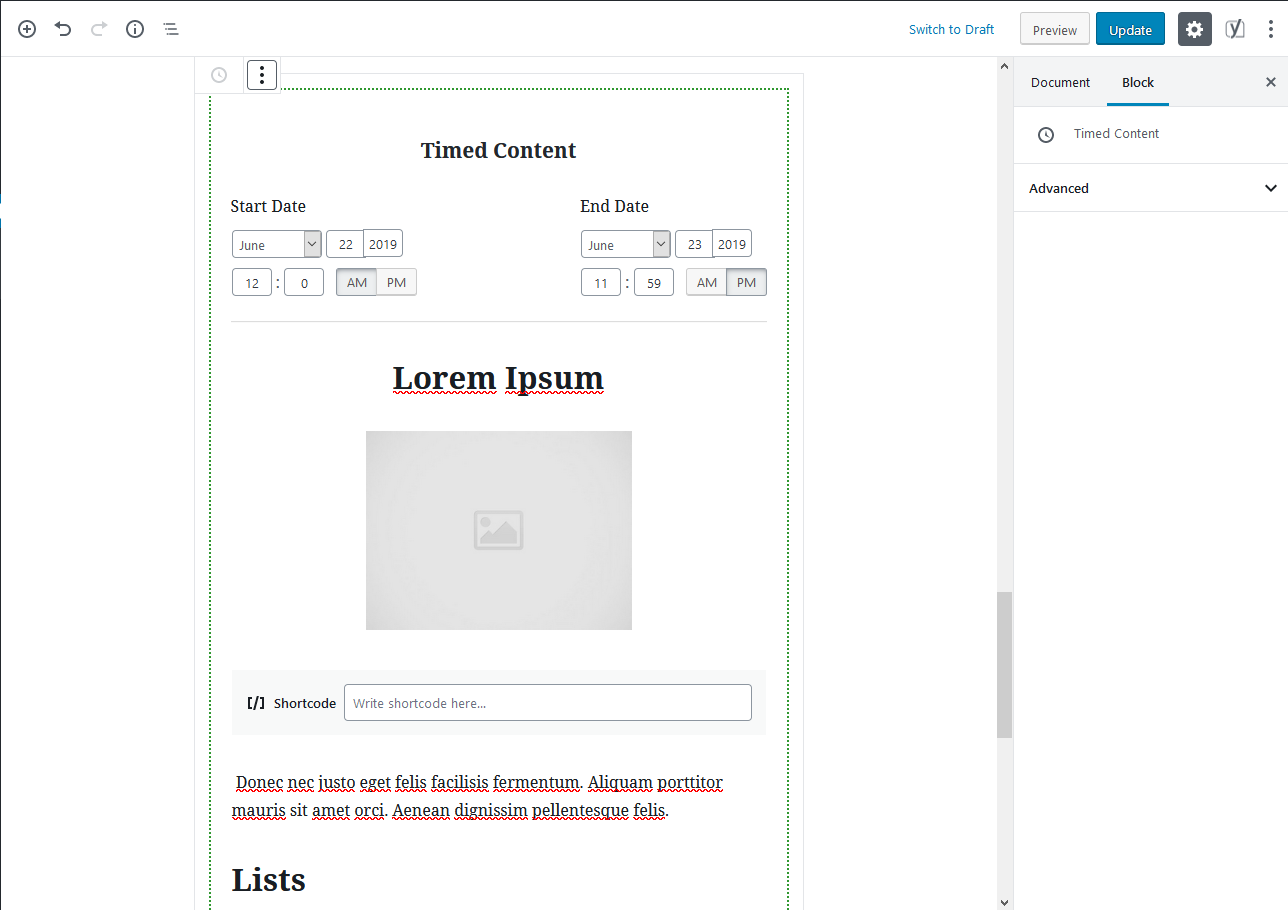 Switch to Draft Preview Update
Document Block
Timed Content
Advanced
Timed Content
Start Date End Date
June 22 2019 June 23 2019
12 : 0 AM PM 11 : 59 AM PM
Lorem Ipsum
[/] Shortcode Write shortcode here...
Donec nec justo eget felis facilisis fermentum. Aliquam porttitor
mauris sit amet orci. Aenean dignissim pellentesque felis.
Lists